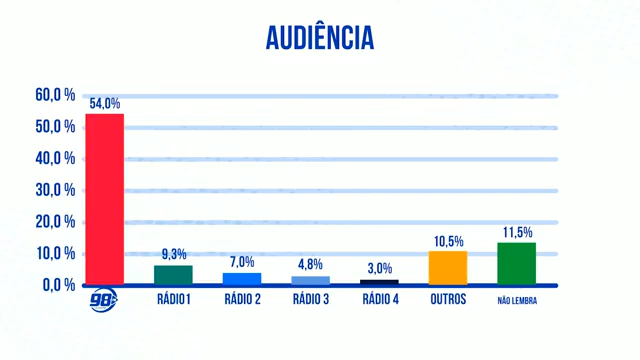 AUDIÊNCIA
60,0 %
54,0%
50,0 %
40,0 %
30,0 %
20,0 %
10,0 %
0,0 %
9,3%
7,0%
4,8%
3,0%
10,5%
11,5%
98
RÁDIO1
RÁDIO 2
RÁDIO 3
RÁDIO 4
OUTROS
NÃO LEMBRA